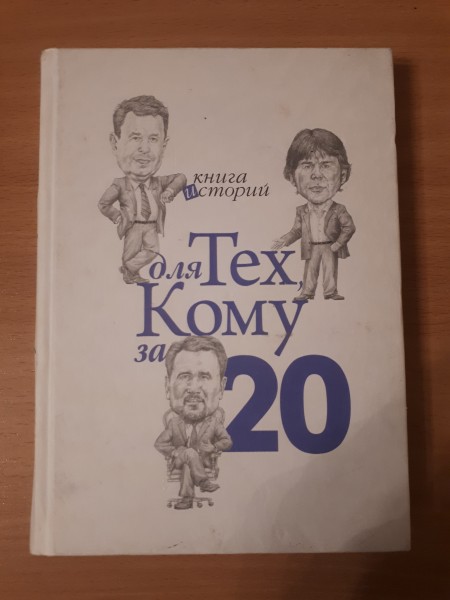 книга
историй
для Тех,
Кому
за
20